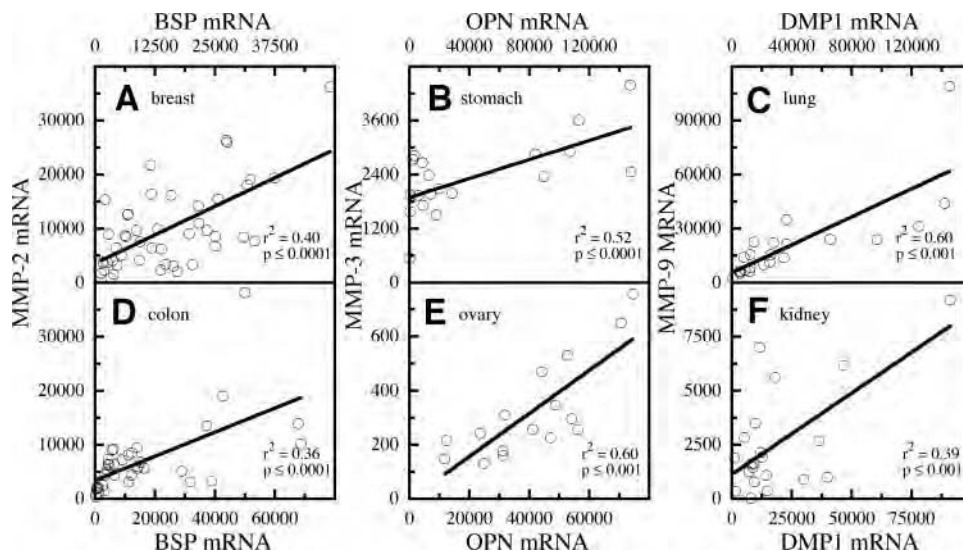 BSP mRNA
OPN mRNA
DMP1 mRNA
0 12500 25000 37500
0 40000 80000 120000
0 40000 80000 120000
MMP-2 mRNA
30000
20000
10000
0
A breast
r² = 0.40
p ≤ 0.0001
MMP-3 mRNA
3600
2400
1200
0
B stomach
r² = 0.52
p ≤ 0.0001
MMP-9 MRNA
90000
60000
30000
0
C lung
r² = 0.60
p ≤ 0.001
30000
20000
10000
0
D colon
r² = 0.36
p ≤ 0.0001
600
400
200
0
E ovary
r² = 0.60
p ≤ 0.001
7500
5000
2500
0
F kidney
r² = 0.39
p ≤ 0.001
0 20000 40000 60000
0 20000 40000 60000
0 25000 50000 75000
BSP mRNA
OPN mRNA
DMP1 mRNA